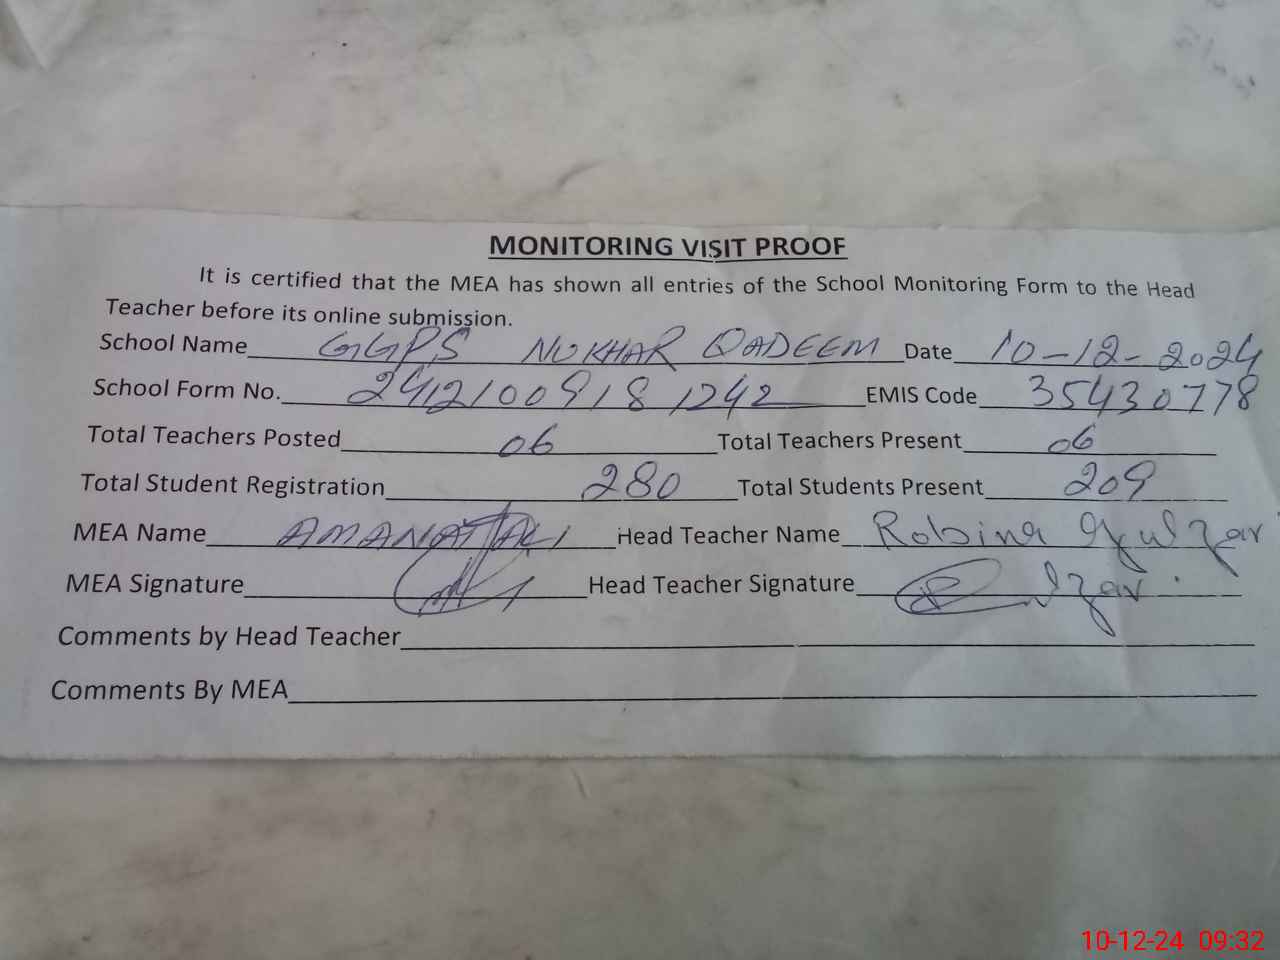 MONITORING VISIT PROOF
It is certified that the MEA has shown all entries of the School Monitoring Form to the Head
Teacher before its online submission.
School Name GGPS NOKHAR QADEEM Date 10-12-2024
School Form No. 24121009181242 EMIS Code 35430778
Total Teachers Posted 06 Total Teachers Present 06
Total Student Registration 280 Total Students Present 209
MEA Name AMANAT ALI Head Teacher Name Robina Gulzar
MEA Signature Head Teacher Signature
Comments by Head Teacher
Comments By MEA
10-12-24 09:32